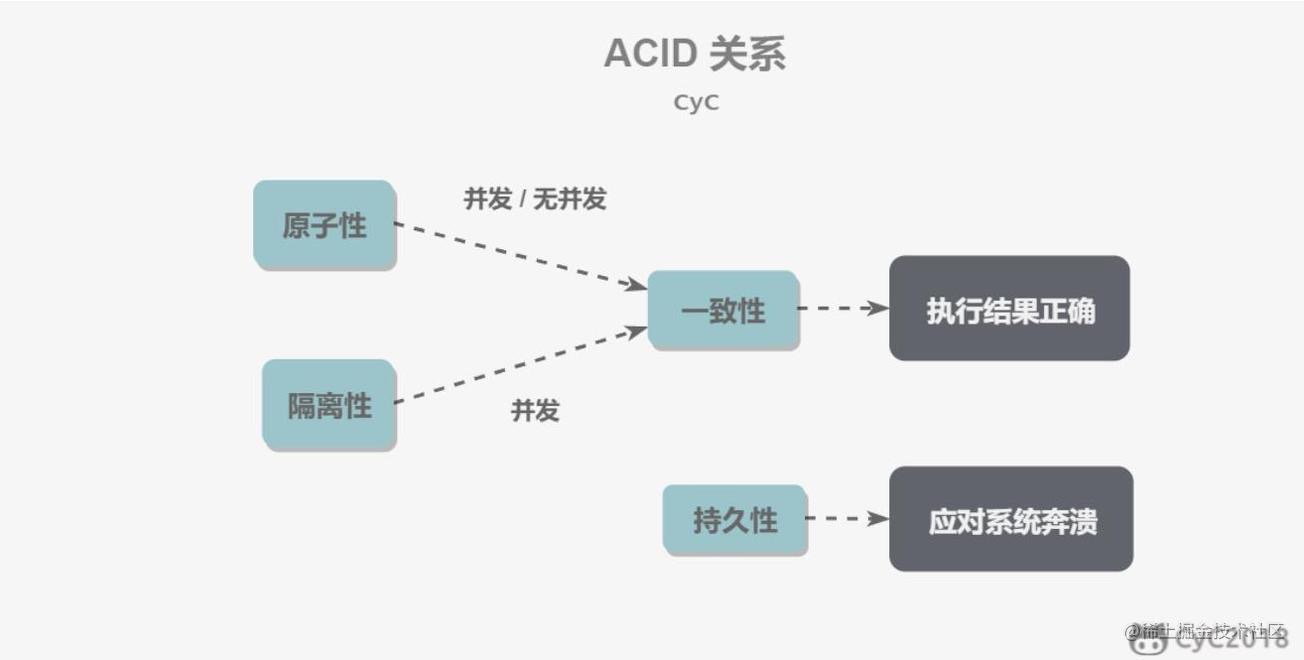 ACID 关系
CyC
并发 / 无并发
原子性
一致性
执行结果正确
隔离性
并发
持久性
应对系统奔溃
@稀土掘金技术社区
CyC2018